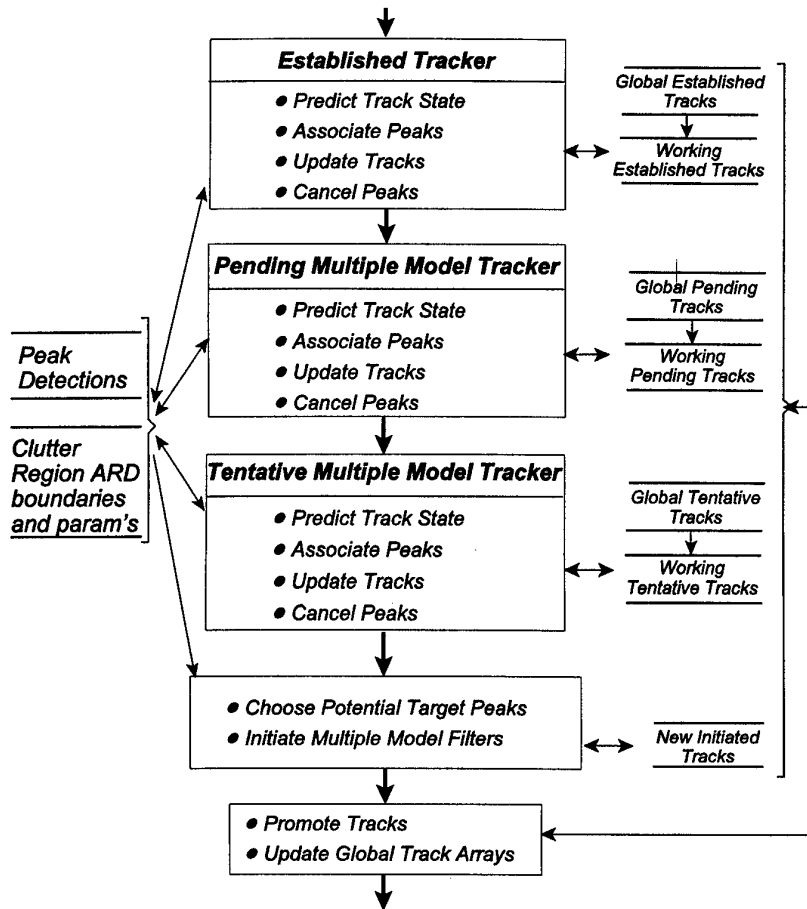 Established Tracker
● Predict Track State
● Associate Peaks
● Update Tracks
● Cancel Peaks
Global Established
Tracks
Working
Established Tracks
Pending Multiple Model Tracker
● Predict Track State
● Associate Peaks
● Update Tracks
● Cancel Peaks
Global Pending
Tracks
Working
Pending Tracks
Peak
Detections
Clutter
Region ARD
boundaries
and param's
Tentative Multiple Model Tracker
● Predict Track State
● Associate Peaks
● Update Tracks
● Cancel Peaks
Global Tentative
Tracks
Working
Tentative Tracks
● Choose Potential Target Peaks
● Initiate Multiple Model Filters
New Initiated
Tracks
● Promote Tracks
● Update Global Track Arrays